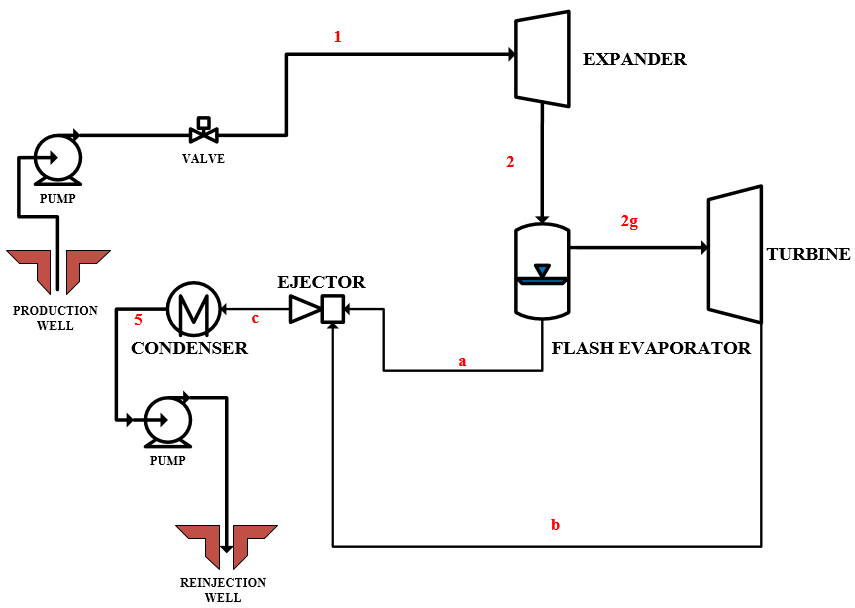 1
EXPANDER
VALVE
2
PUMP
2g
TURBINE
EJECTOR
PRODUCTION
WELL
5
c
CONDENSER
FLASH EVAPORATOR
a
PUMP
b
REINJECTION
WELL